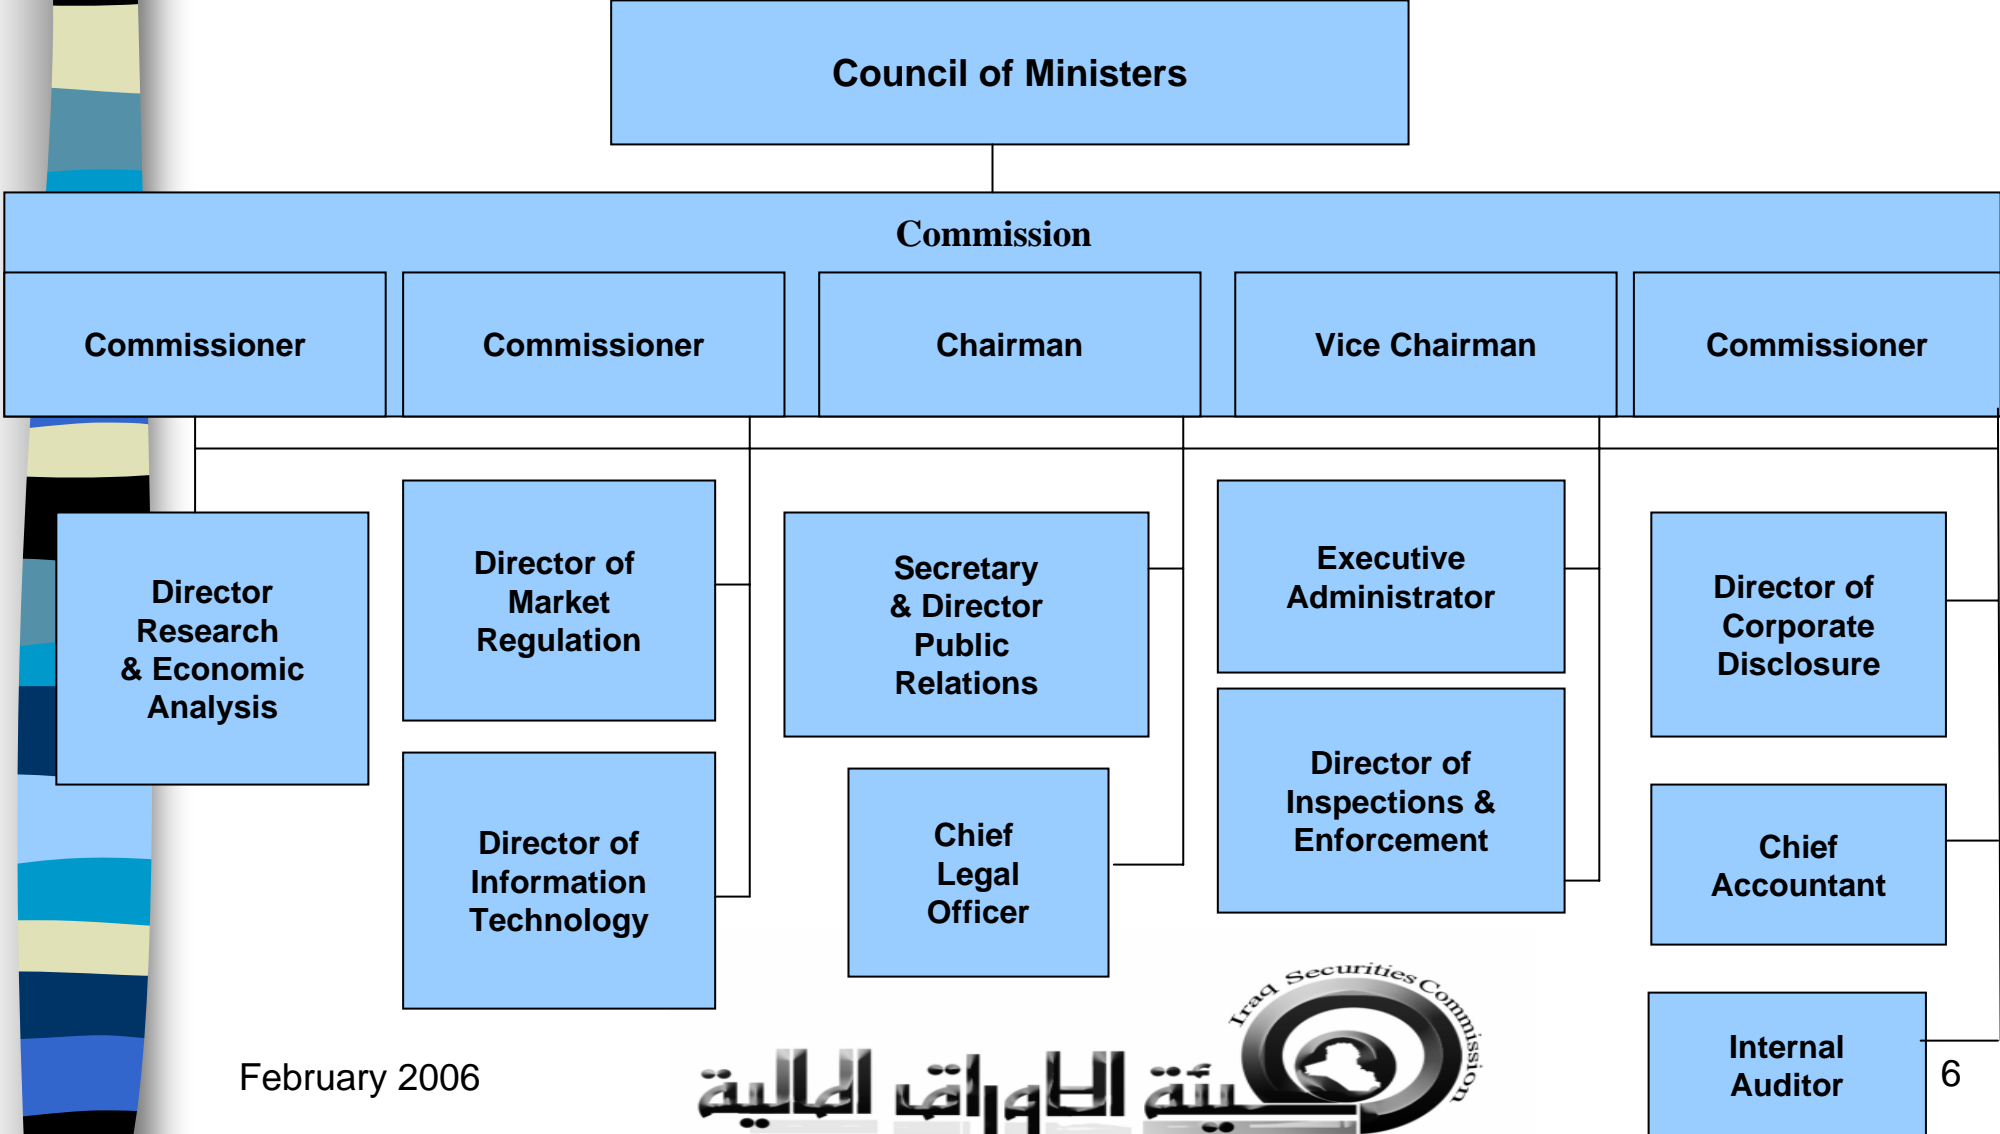 Council of Ministers
Commission
Commissioner
Commissioner
Chairman
Vice Chairman
Commissioner
Director
Research
& Economic
Analysis
Director of
Market
Regulation
Director of
Information
Technology
Secretary
& Director
Public
Relations
Chief
Legal
Officer
Executive
Administrator
Director of
Inspections &
Enforcement
Director of
Corporate
Disclosure
Chief
Accountant
Internal
Auditor
February 2006
Iraq Securities Commission
هيئة الاوراق المالية
6